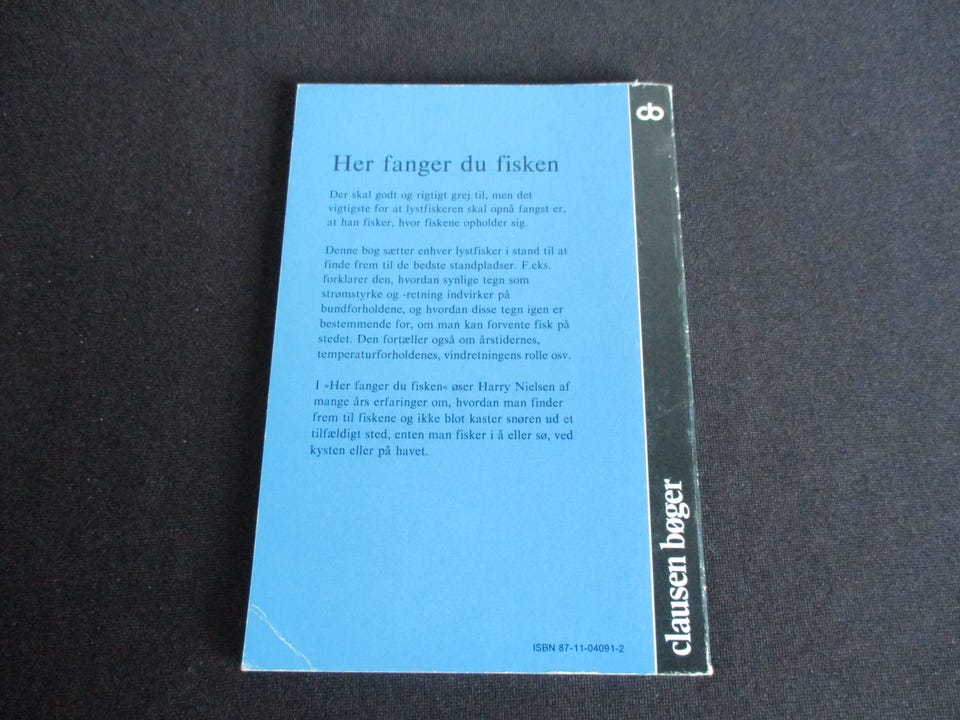 Her fanger du fisken
Der skal godt og rigtigt grej til, men det
vigtigste for at lystfiskeren skal opnå fangst er,
at han fisker, hvor fiskene opholder sig.
Denne bog sætter enhver lystfisker i stand til at
finde frem til de bedste standpladser. F.eks.
forklarer den, hvordan synlige tegn som
strømstyrke og -retning indvirker på
bundforholdene, og hvordan disse tegn igen er
bestemmende for, om man kan forvente fisk på
stedet. Den fortæller også om årstidernes,
temperaturforholdenes, vindretningens rolle osv.
I »Her fanger du fisken« øser Harry Nielsen af
mange års erfaringer om, hvordan man finder
frem til fiskene og ikke blot kaster snøren ud et
tilfældigt sted, enten man fisker i å eller sø, ved
kysten eller på havet.
ISBN 87-11-04091-2
cb
clausen bøger